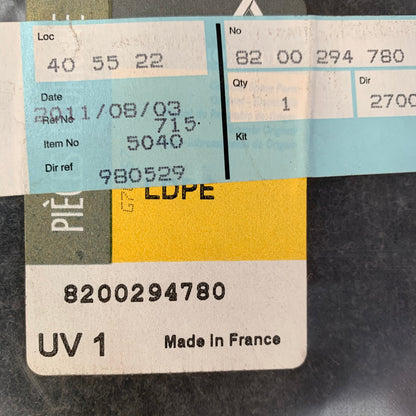 Loc
40 55 22
No
82 00 294 780
Date
2011/08/03
Qty
1
Dir
2700
Ref No 715
Item No 5040
Kit
Dir ref 980529
PIÈC
LDPE
8200294780
UV 1
Made in France